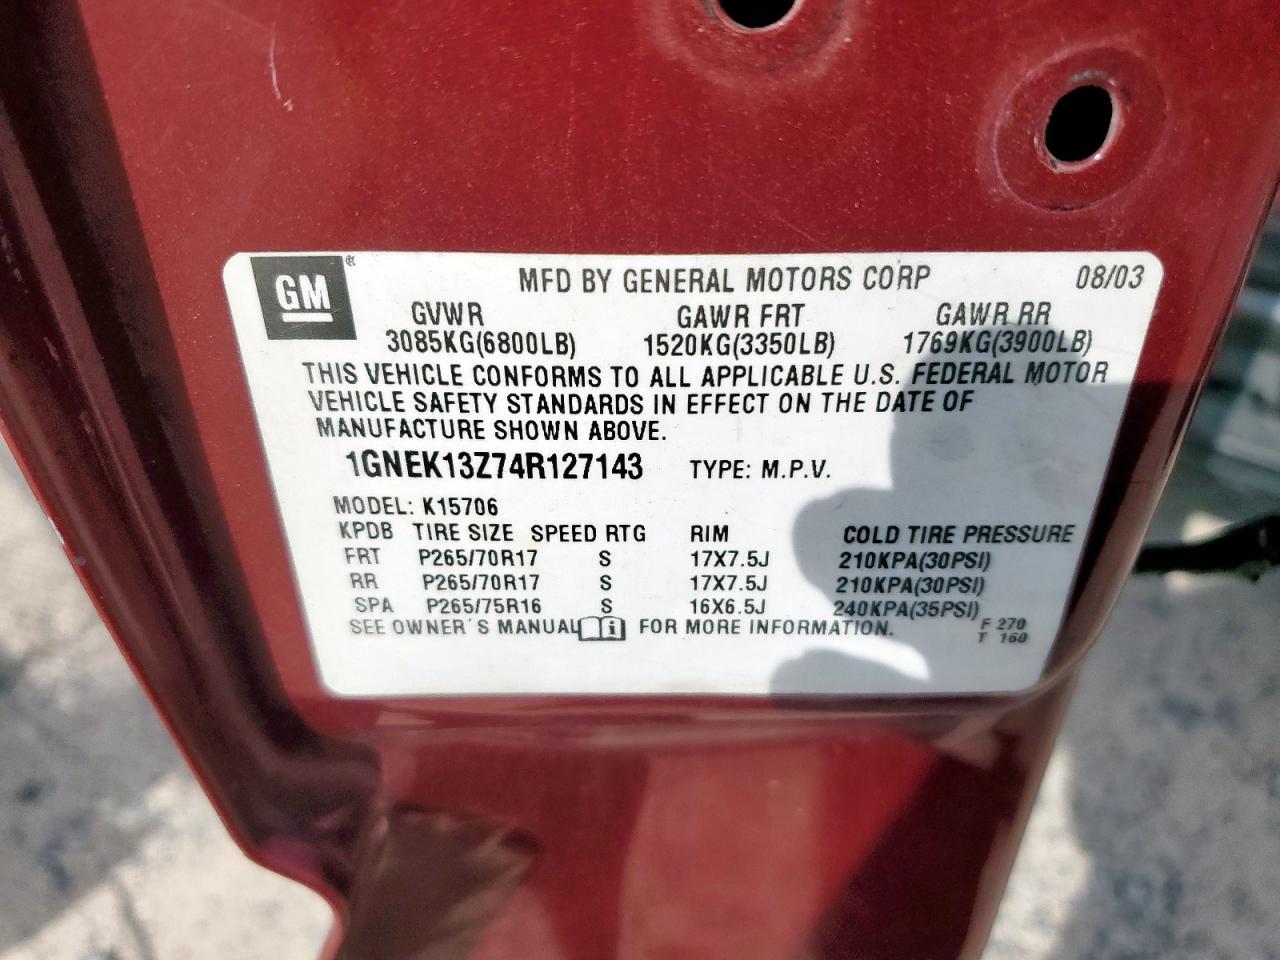 GM®
MFD BY GENERAL MOTORS CORP 08/03
GVWR GAWR FRT GAWR RR
3085KG(6800LB) 1520KG(3350LB) 1769KG(3900LB)
THIS VEHICLE CONFORMS TO ALL APPLICABLE U.S. FEDERAL MOTOR
VEHICLE SAFETY STANDARDS IN EFFECT ON THE DATE OF
MANUFACTURE SHOWN ABOVE.
1GNEK13Z74R127143 TYPE: M.P.V.
MODEL: K15706
KPDB TIRE SIZE SPEED RTG RIM COLD TIRE PRESSURE
FRT P265/70R17 S 17X7.5J 210KPA(30PSI)
RR P265/70R17 S 17X7.5J 210KPA(30PSI)
SPA P265/75R16 S 16X6.5J 240KPA(35PSI)
SEE OWNER'S MANUAL i FOR MORE INFORMATION. F 270
T 160